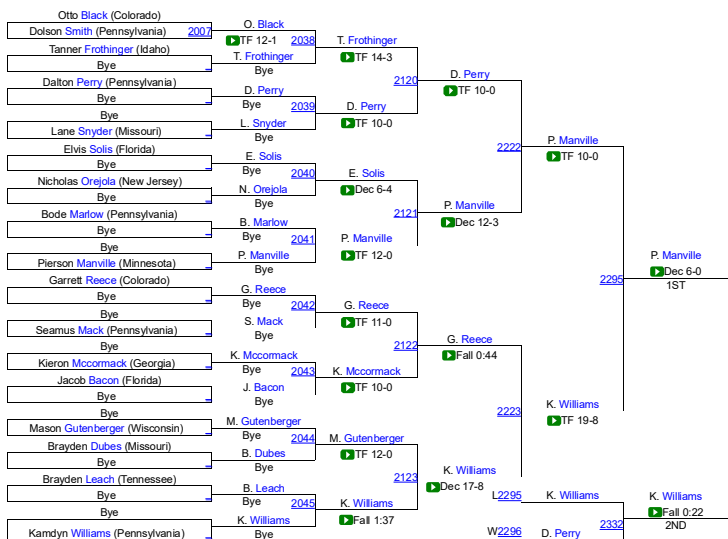 Otto Black (Colorado)
Dolson Smith (Pennsylvania) 2007
Tanner Frothinger (Idaho)
Bye
Dalton Perry (Pennsylvania)
Bye
Bye
Lane Snyder (Missouri)
Elvis Solis (Florida)
Bye
Nicholas Orejola (New Jersey)
Bye
Bode Marlow (Pennsylvania)
Bye
Bye
Pierson Manville (Minnesota)
Garrett Reece (Colorado)
Bye
Bye
Seamus Mack (Pennsylvania)
Bye
Kieron Mccormack (Georgia)
Jacob Bacon (Florida)
Bye
Bye
Mason Gutenberger (Wisconsin)
Brayden Dubes (Missouri)
Bye
Brayden Leach (Tennessee)
Bye
Bye
Kamdyn Williams (Pennsylvania)
O. Black
TF 12-1 2038
T. Frothinger
Bye
D. Perry
Bye 2039
L. Snyder
Bye
E. Solis
Bye 2040
N. Orejola
Bye
B. Marlow
Bye 2041
P. Manville
Bye
G. Reece
Bye 2042
S. Mack
Bye
K. Mccormack
Bye 2043
J. Bacon
Bye
M. Gutenberger
Bye 2044
B. Dubes
Bye
B. Leach
Bye 2045
K. Williams
Bye
T. Frothinger
TF 14-3
2120
D. Perry
TF 10-0
E. Solis
Dec 6-4
2121
P. Manville
TF 12-0
G. Reece
TF 11-0
2122
K. Mccormack
TF 10-0
M. Gutenberger
TF 12-0
2123
K. Williams
Fall 1:37
D. Perry
TF 10-0
2222
P. Manville
Dec 12-3
G. Reece
Fall 0:44
2223
K. Williams
Dec 17-8
P. Manville
TF 10-0
2295
K. Williams
TF 19-8
P. Manville
Dec 6-0
1ST
L2295 K. Williams
2332
W2296 D. Perry
K. Williams
Fall 0:22
2ND